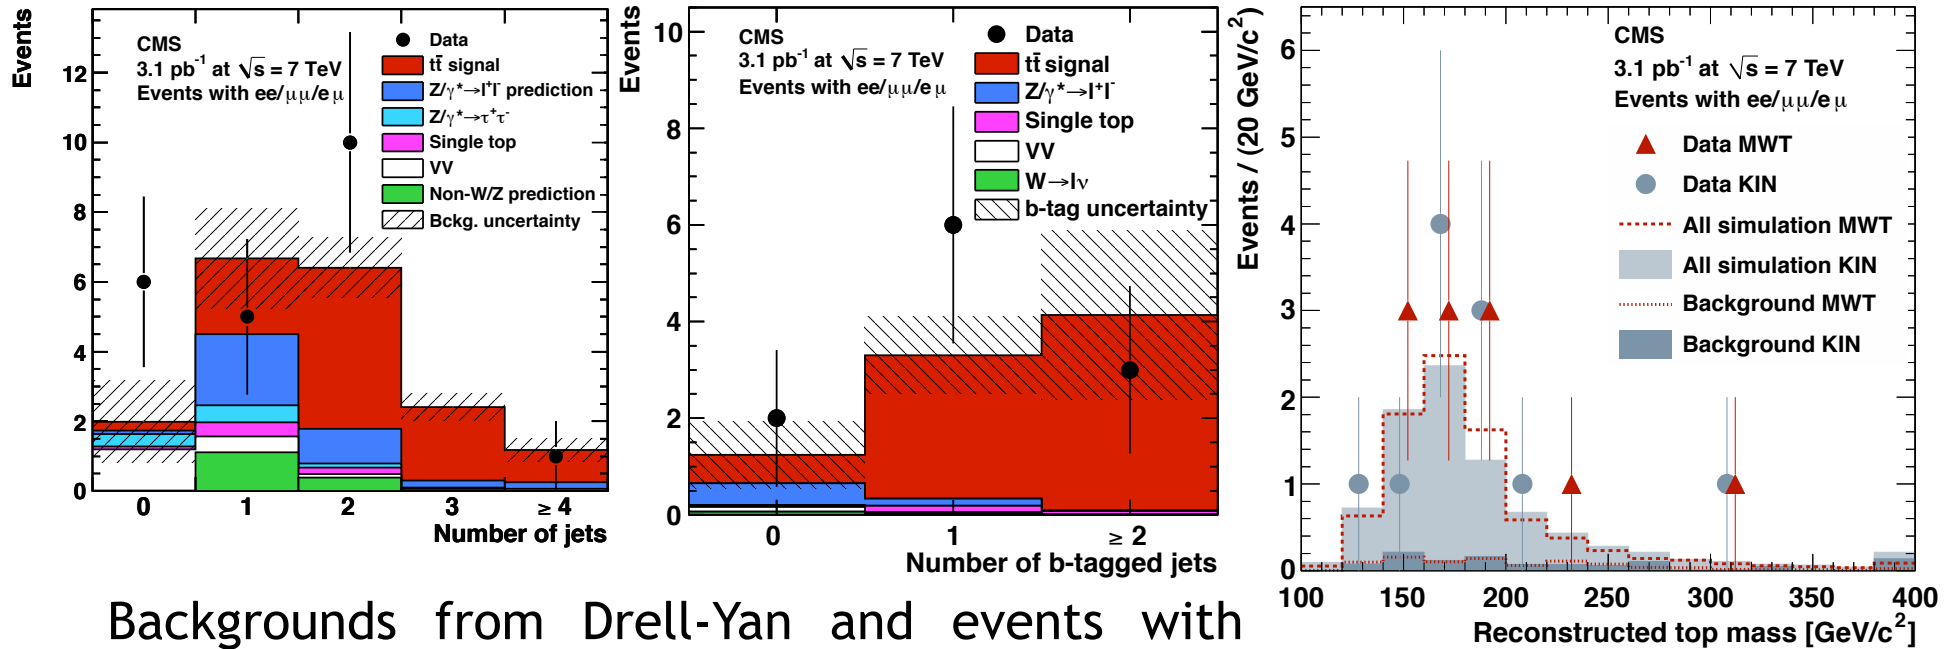 Events
CMS
3.1 pb⁻¹ at √s = 7 TeV
Events with ee/μμ/eμ
Data
tt̄ signal
Z/γ*→l⁺l⁻ prediction
Z/γ*→τ⁺τ⁻
Single top
VV
Non-W/Z prediction
Bckg. uncertainty
12
10
8
6
4
2
0
0 1 2 3 ≥ 4
Number of jets
Events
CMS
3.1 pb⁻¹ at √s = 7 TeV
Events with ee/μμ/eμ
Data
tt̄ signal
Z/γ*→l⁺l⁻
Single top
VV
W→lν
b-tag uncertainty
10
8
6
4
2
0
0 1 ≥ 2
Number of b-tagged jets
Events / (20 GeV/c²)
CMS
3.1 pb⁻¹ at √s = 7 TeV
Events with ee/μμ/eμ
Data MWT
Data KIN
All simulation MWT
All simulation KIN
Background MWT
Background KIN
6
5
4
3
2
1
0
100 150 200 250 300 350 400
Reconstructed top mass [GeV/c²]
Backgrounds from Drell-Yan and events with